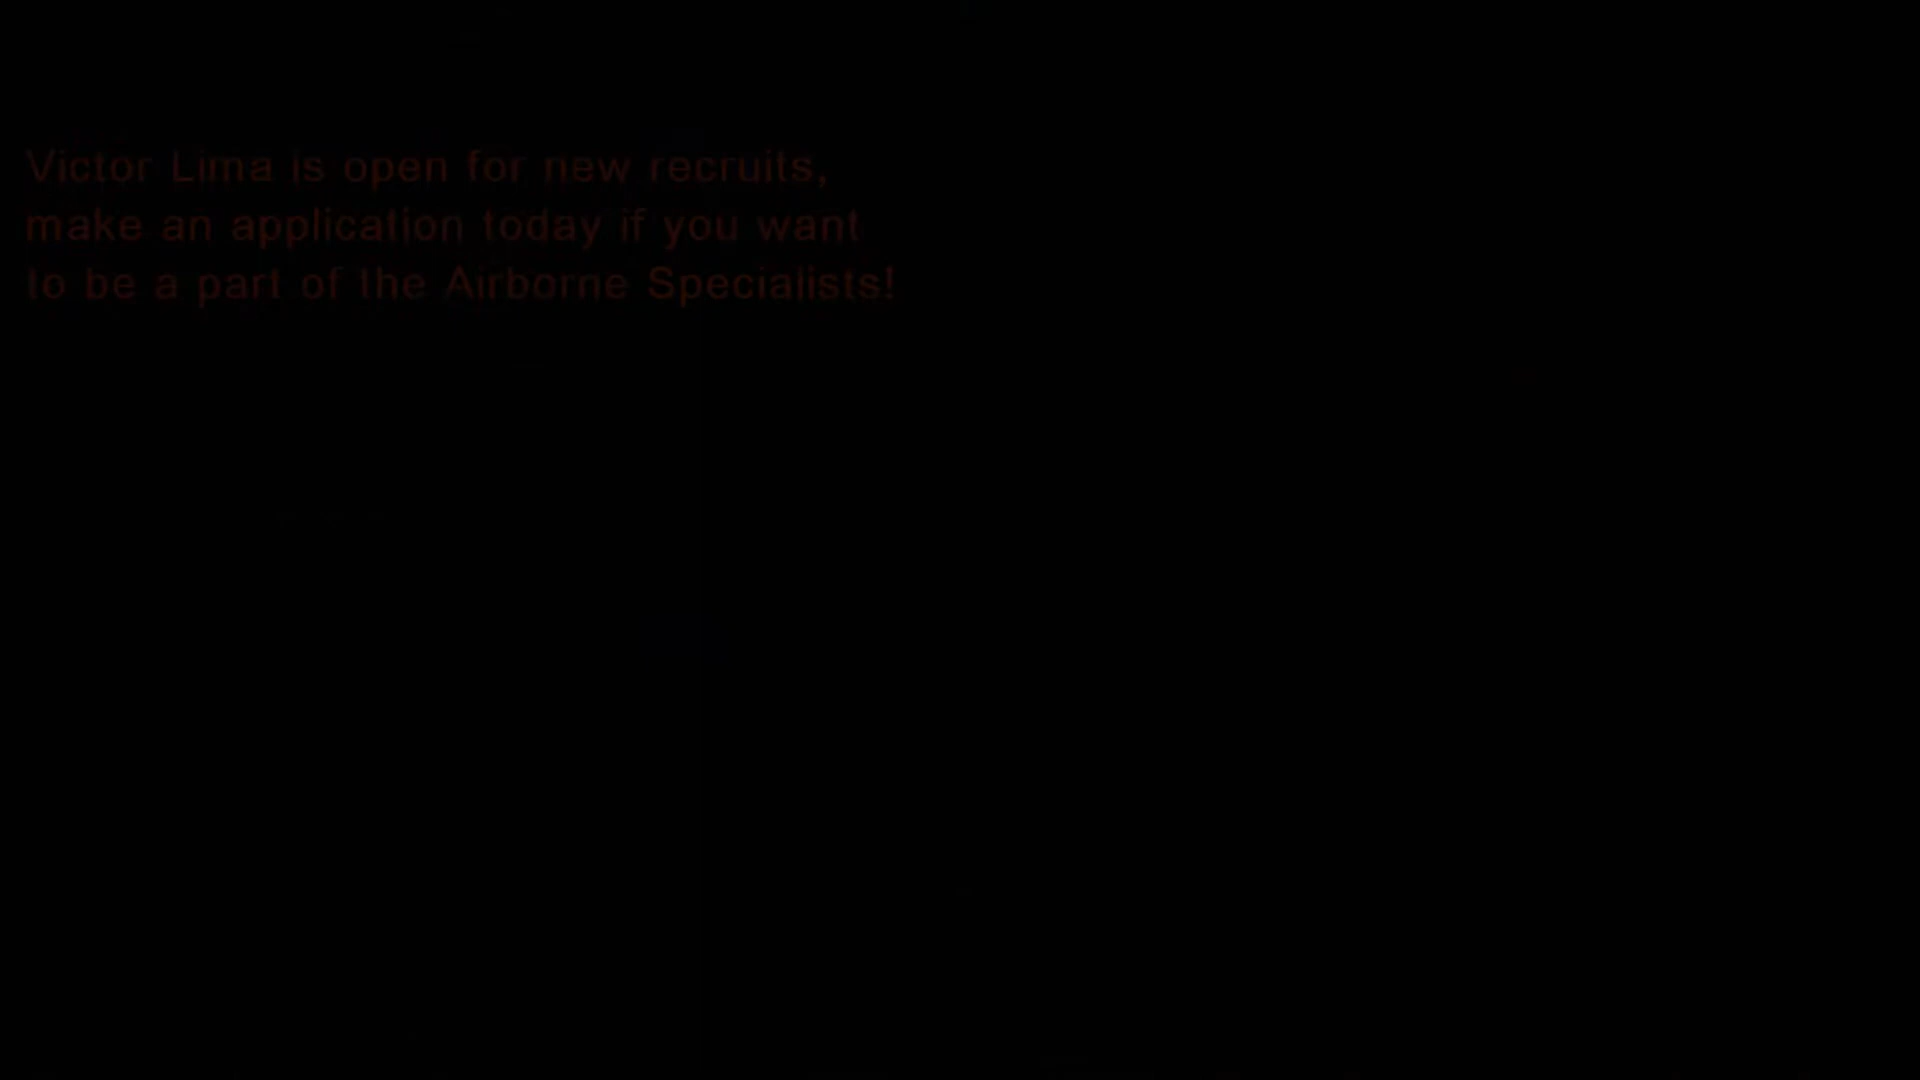 Victor Lima is open for new recruits,
make an application today if you want
to be a part of the Airborne Specialists!